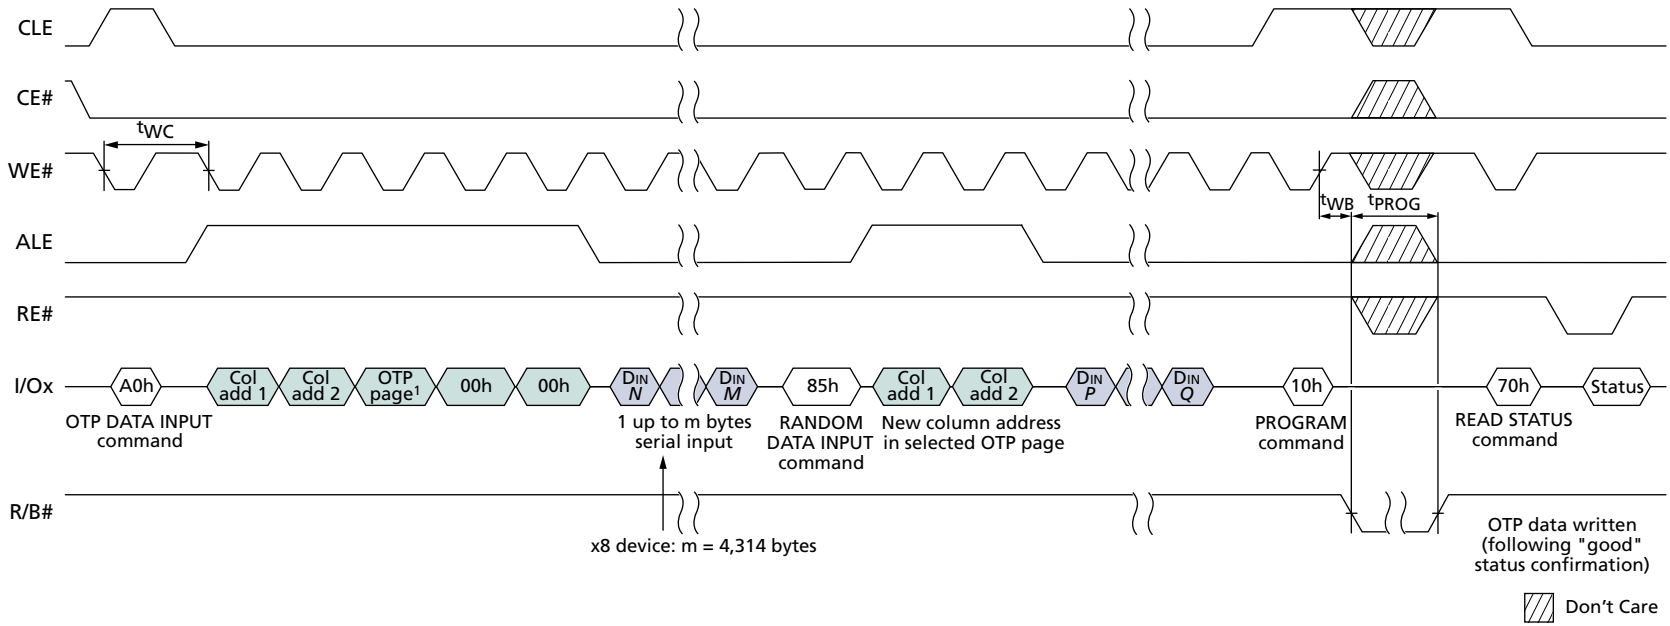 CLE
CE#
tWC
WE#
tWB tPROG
ALE
RE#
I/Ox A0h Col add 1 Col add 2 OTP page1 00h 00h DIN N DIN M 85h Col add 1 Col add 2 DIN P DIN Q 10h 70h Status
OTP DATA INPUT
command
1 up to m bytes
serial input
RANDOM
DATA INPUT
command
New column address
in selected OTP page
PROGRAM
command
READ STATUS
command
R/B#
x8 device: m = 4,314 bytes
OTP data written
(following "good"
status confirmation)
Don't Care